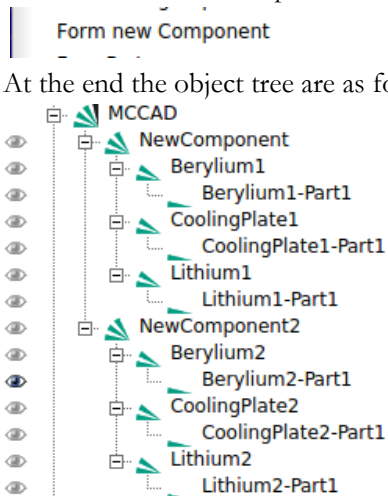 Form new Component
At the end the object tree are as fo
MCCAD
NewComponent
Berylium1
Berylium1-Part1
CoolingPlate1
CoolingPlate1-Part1
Lithium1
Lithium1-Part1
NewComponent2
Berylium2
Berylium2-Part1
CoolingPlate2
CoolingPlate2-Part1
Lithium2
Lithium2-Part1